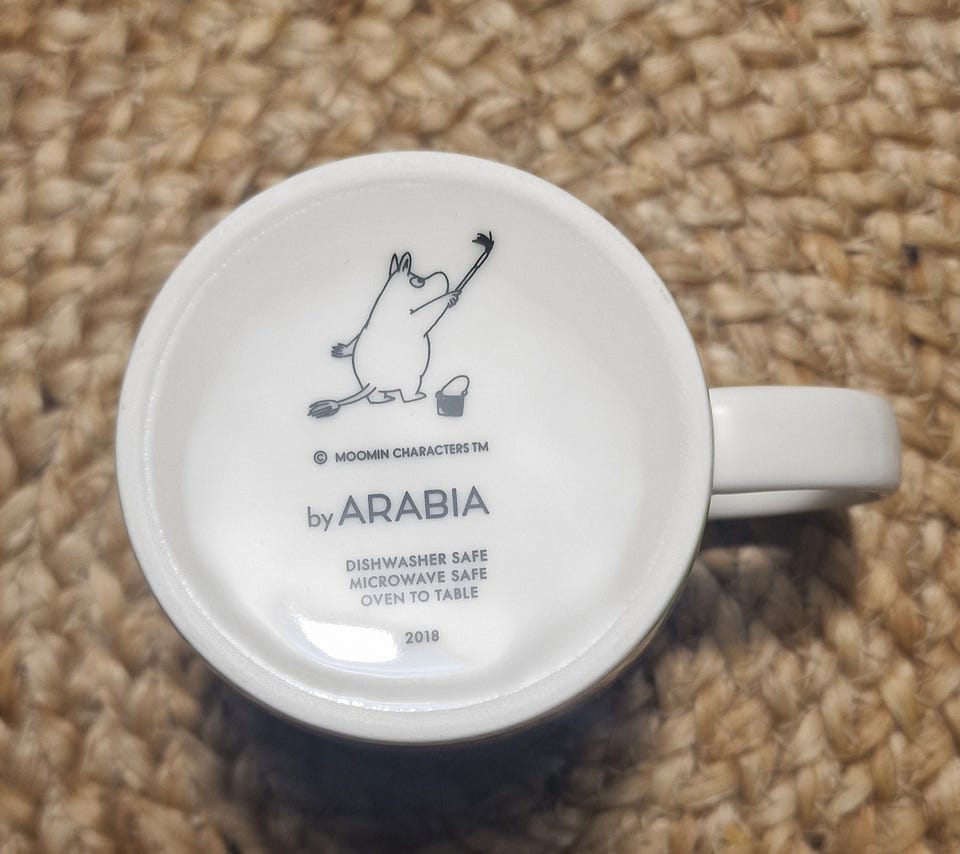 © MOOMIN CHARACTERS TM
by ARABIA
DISHWASHER SAFE
MICROWAVE SAFE
OVEN TO TABLE
2018